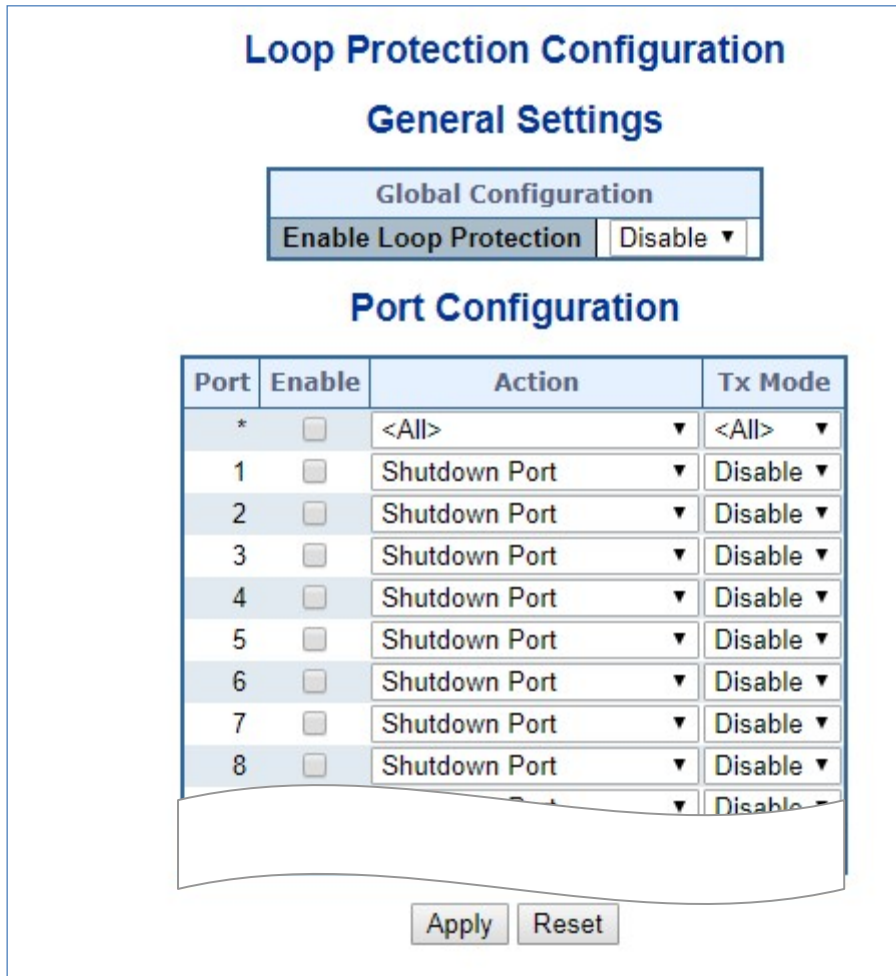 Loop Protection Configuration
General Settings
Global Configuration
Enable Loop Protection Disable
Port Configuration
Port Enable Action Tx Mode
* <All> <All>
1 Shutdown Port Disable
2 Shutdown Port Disable
3 Shutdown Port Disable
4 Shutdown Port Disable
5 Shutdown Port Disable
6 Shutdown Port Disable
7 Shutdown Port Disable
8 Shutdown Port Disable
Disable
Apply Reset